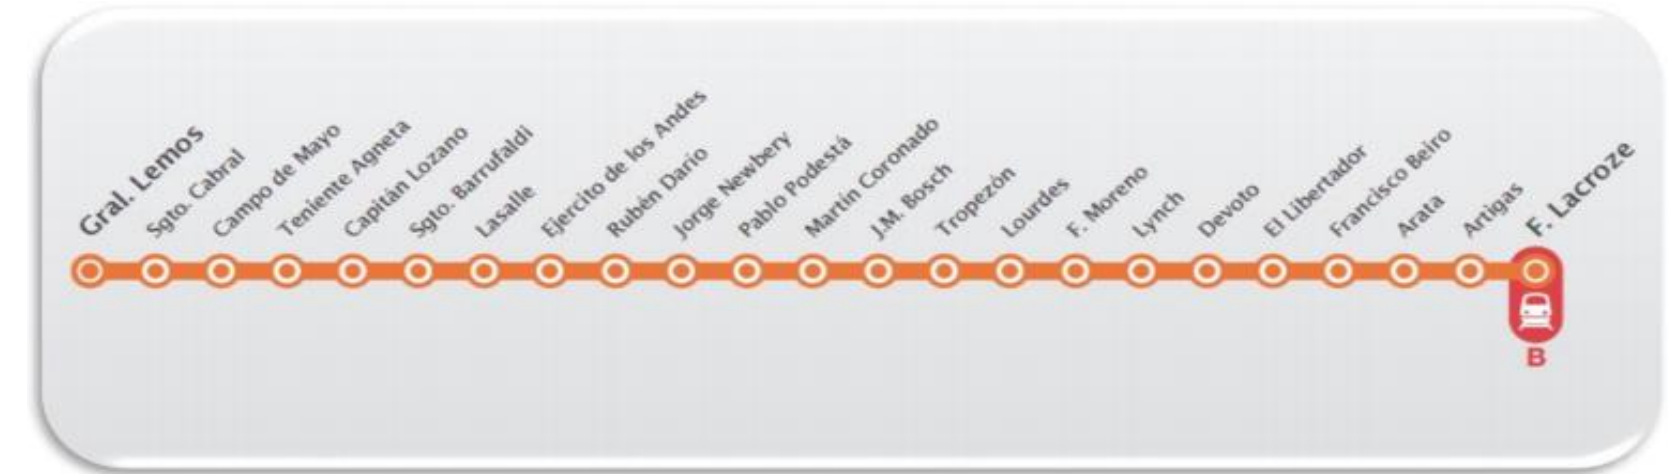 Gral. Lemos
Sgto. Cabral
Campo de Mayo
Teniente Agneta
Capitán Lozano
Sgto. Barrufaldi
Lasalle
Ejercito de los Andes
Rubén Darío
Jorge Newbery
Pablo Podestá
Martín Coronado
J.M. Bosch
Tropezón
Lourdes
F. Moreno
Lynch
Devoto
El Libertador
Francisco Beiro
Arata
Artigas
F. Lacroze
B